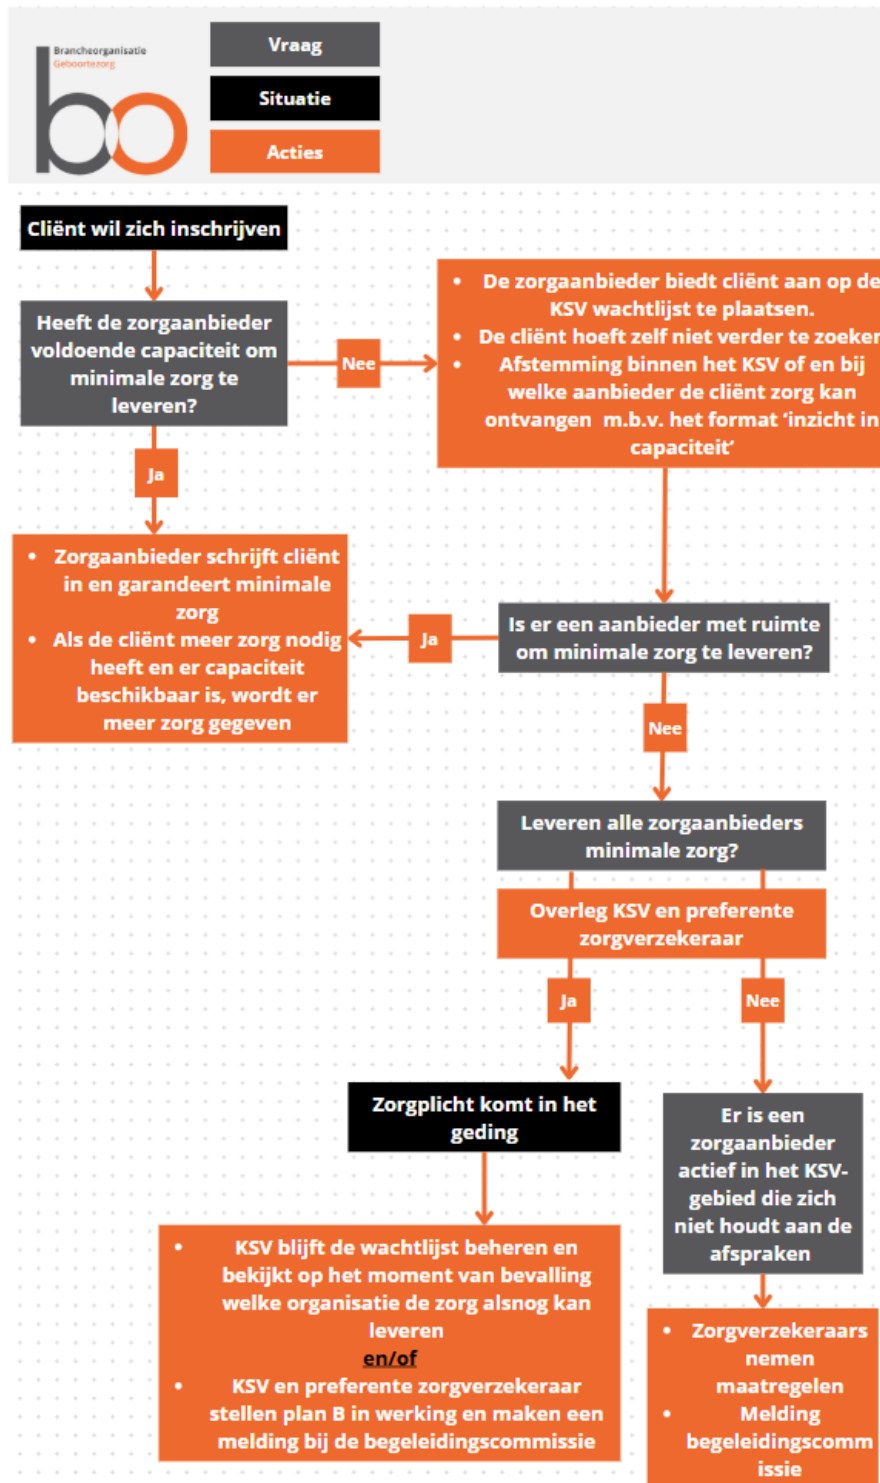 Brancheorganisatie
Geboortezorg
bo
Vraag
Situatie
Acties
Cliënt wil zich inschrijven
Heeft de zorgaanbieder
voldoende capaciteit om
minimale zorg te
leveren?
Nee
• De zorgaanbieder biedt cliënt aan op de
KSV wachtlijst te plaatsen.
• De cliënt hoeft zelf niet verder te zoeken
• Afstemming binnen het KSV of en bij
welke aanbieder de cliënt zorg kan
ontvangen m.b.v. het format ‘inzicht in
capaciteit’
Ja
• Zorgaanbieder schrijft cliënt
in en garandeert minimale
zorg
• Als de cliënt meer zorg nodig
heeft en er capaciteit
beschikbaar is, wordt er
meer zorg gegeven
Ja
Is er een aanbieder met ruimte
om minimale zorg te leveren?
Nee
Leveren alle zorgaanbieders
minimale zorg?
Overleg KSV en preferente
zorgverzekeraar
Ja
Nee
Zorgplicht komt in het
geding
Er is een
zorgaanbieder
actief in het KSV-
gebied die zich
niet houdt aan de
afspraken
• KSV blijft de wachtlijst beheren en
bekijkt op het moment van bevalling
welke organisatie de zorg alsnog kan
leveren
en/of
• KSV en preferente zorgverzekeraar
stellen plan B in werking en maken een
melding bij de begeleidingscommissie
• Zorgverzekeraars
nemen
maatregelen
• Melding
begeleidingscomm
issie